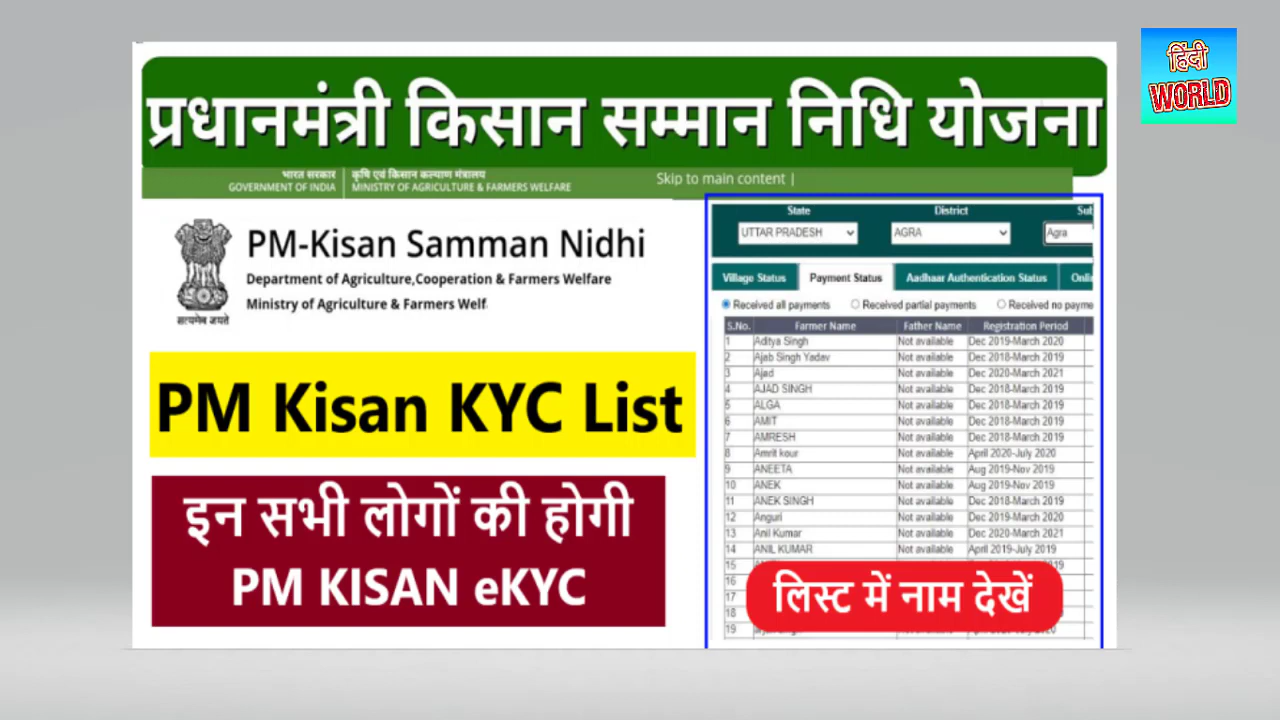 हिंदी
WORLD
प्रधानमंत्री किसान सम्मान निधि योजना
भारत सरकार
GOVERNMENT OF INDIA
कृषि एवं किसान कल्याण मंत्रालय
MINISTRY OF AGRICULTURE & FARMERS WELFARE
Skip to main content |
सत्यमेव जयते
PM-Kisan Samman Nidhi
Department of Agriculture,Cooperation & Farmers Welfare
Ministry of Agriculture & Farmers Welf
PM Kisan KYC List
इन सभी लोगों की होगी
PM KISAN eKYC
State District Sub
UTTAR PRADESH AGRA Agra
Village Status Payment Status Aadhaar Authentication Status Onli
Received all payments Received partial payments Received no payme
S.No. Farmer Name Father Name Registration Period
1 Aditya Singh Not available Dec 2019-March 2020
2 Ajab Singh Yadav Not available Dec 2018-March 2019
3 Ajad Not available Dec 2020-March 2021
4 AJAD SINGH Not available Dec 2018-March 2019
5 ALGA Not available Dec 2018-March 2019
6 AMIT Not available Dec 2018-March 2019
7 AMRESH Not available Dec 2018-March 2019
8 Amrit kour Not available April 2020-July 2020
9 ANEETA Not available Aug 2019-Nov 2019
10 ANEK Not available Aug 2019-Nov 2019
11 ANEK SINGH Not available Dec 2018-March 2019
12 Anguri Not available Dec 2019-March 2020
13 Anil Kumar Not available Dec 2020-March 2021
14 ANIL KUMAR Not available April 2019-July 2019
15
16
17
18
19
लिस्ट में नाम देखें